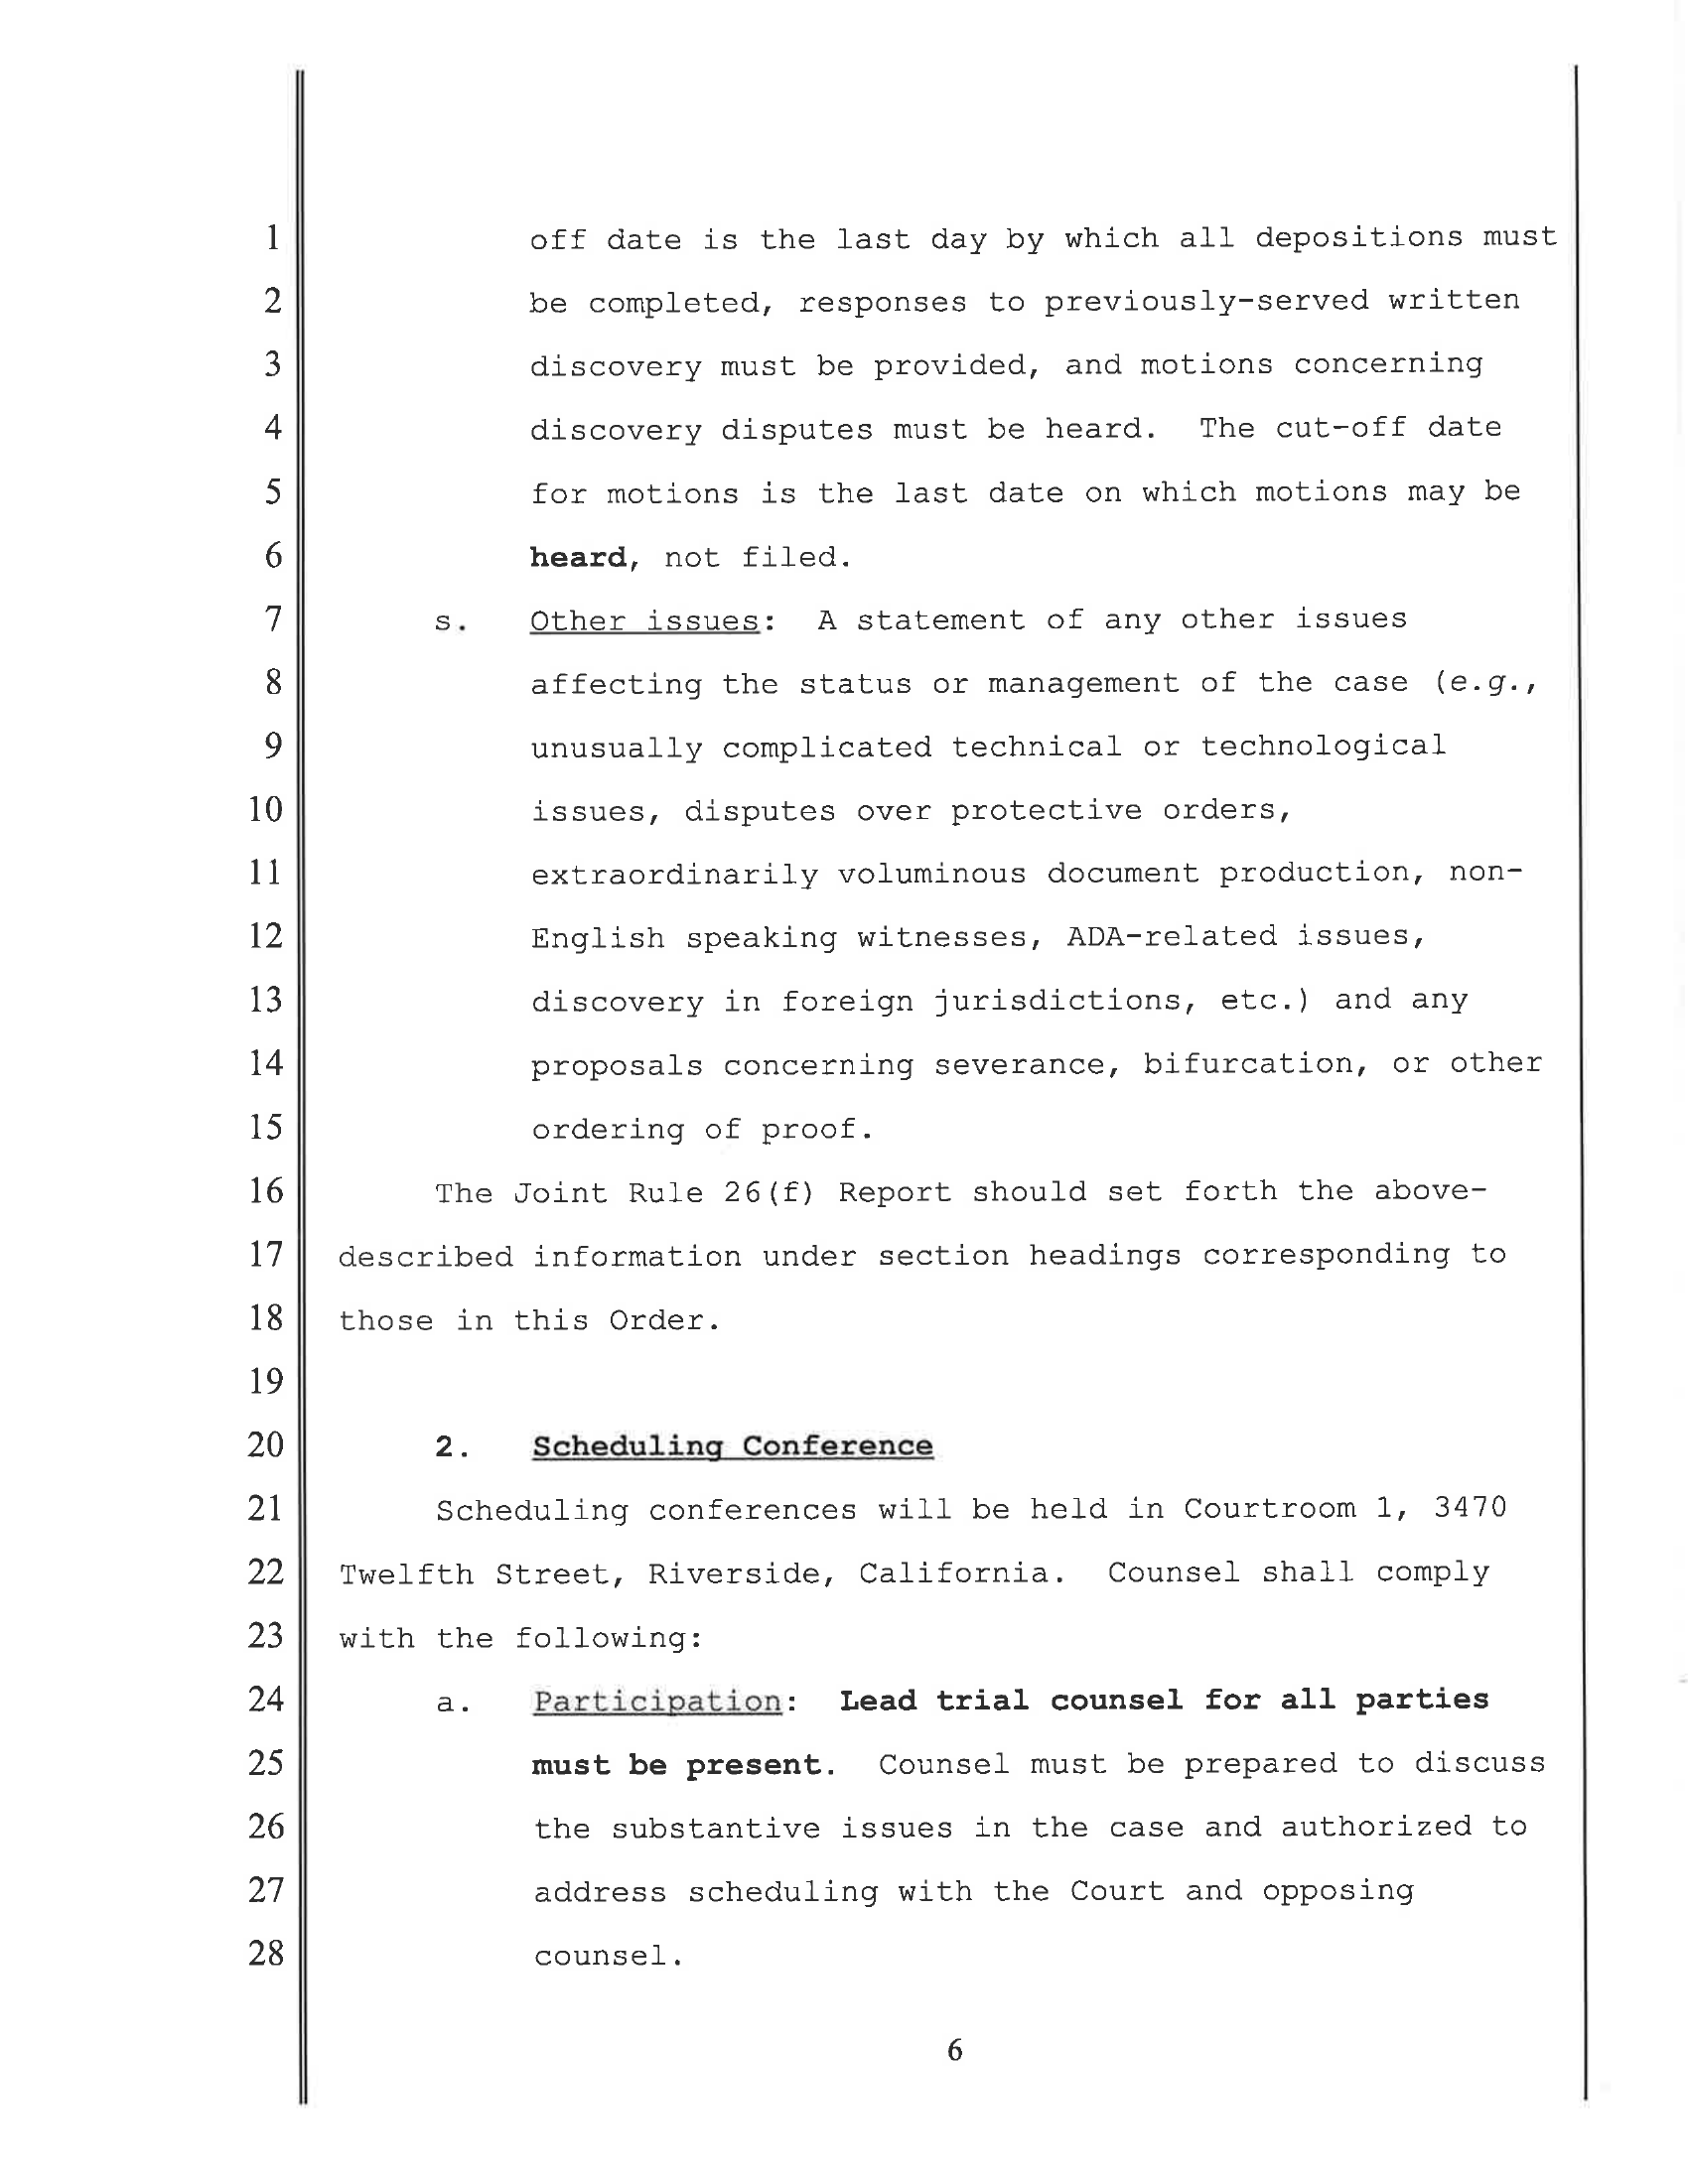 1 off date is the last day by which all depositions must
2 be completed, responses to previously-served written
3 discovery must be provided, and motions concerning
4 discovery disputes must be heard. The cut-off date
5 for motions is the last date on which motions may be
6 heard, not filed.
7 s. Other issues: A statement of any other issues
8 affecting the status or management of the case (e.g.,
9 unusually complicated technical or technological
10 issues, disputes over protective orders,
11 extraordinarily voluminous document production, non-
12 English speaking witnesses, ADA-related issues,
13 discovery in foreign jurisdictions, etc.) and any
14 proposals concerning severance, bifurcation, or other
15 ordering of proof.
16 The Joint Rule 26(f) Report should set forth the above-
17 described information under section headings corresponding to
18 those in this Order.
19
20 2. Scheduling Conference
21 Scheduling conferences will be held in Courtroom 1, 3470
22 Twelfth Street, Riverside, California. Counsel shall comply
23 with the following:
24 a. Participation: Lead trial counsel for all parties
25 must be present. Counsel must be prepared to discuss
26 the substantive issues in the case and authorized to
27 address scheduling with the Court and opposing
28 counsel.
6